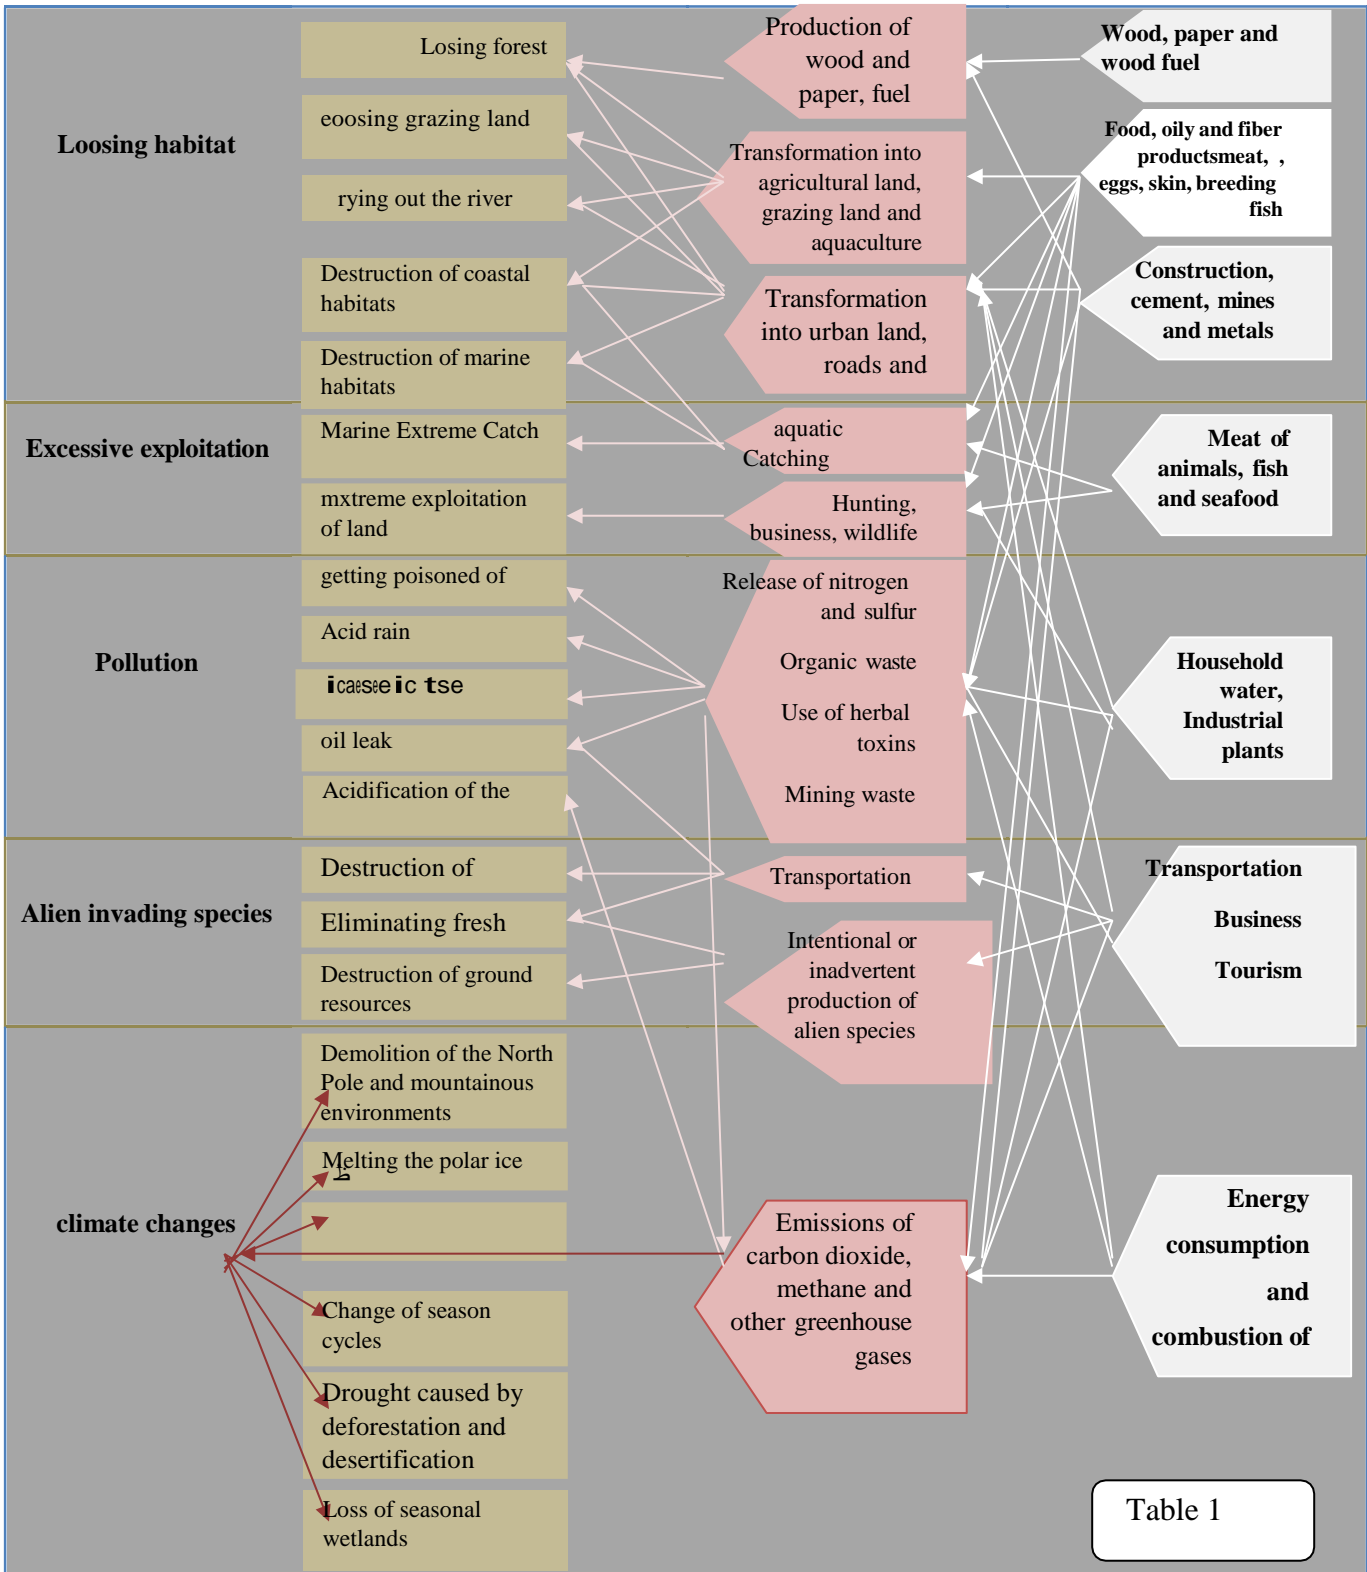 Loosing habitat
Losing forest
eoosing grazing land
rying out the river
Destruction of coastal
habitats
Destruction of marine
habitats
Production of
wood and
paper, fuel
Transformation into
agricultural land,
grazing land and
aquaculture
Transformation
into urban land,
roads and
Wood, paper and
wood fuel
Food, oily and fiber
productsmeat, ,
eggs, skin, breeding
fish
Construction,
cement, mines
and metals
Excessive exploitation
Marine Extreme Catch
mxtreme exploitation
of land
aquatic
Catching
Hunting,
business, wildlife
Meat of
animals, fish
and seafood
Pollution
getting poisoned of
Acid rain
oil leak
Acidification of the
Release of nitrogen
and sulfur
Organic waste
Use of herbal
toxins
Mining waste
Household
water,
Industrial
plants
Alien invading species
Destruction of
Eliminating fresh
Destruction of ground
resources
Transportation
Intentional or
inadvertent
production of
alien species
Transportation
Business
Tourism
climate changes
Demolition of the North
Pole and mountainous
environments
Melting the polar ice
Change of season
cycles
Drought caused by
deforestation and
desertification
Loss of seasonal
wetlands
Emissions of
carbon dioxide,
methane and
other greenhouse
gases
Energy
consumption
and
combustion of
Table 1